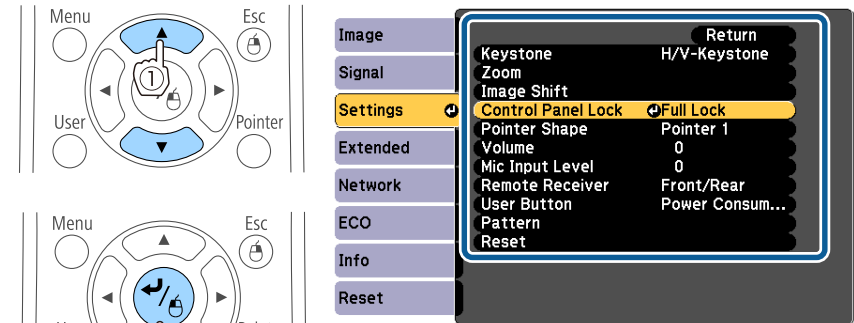 Menu
Esc
①
User
Pointer
Menu
Esc
Image
Signal
Settings
Extended
Network
ECO
Info
Reset
Return
Keystone H/V-Keystone
Zoom
Image Shift
Control Panel Lock Full Lock
Pointer Shape Pointer 1
Volume 0
Mic Input Level 0
Remote Receiver Front/Rear
User Button Power Consum...
Pattern
Reset